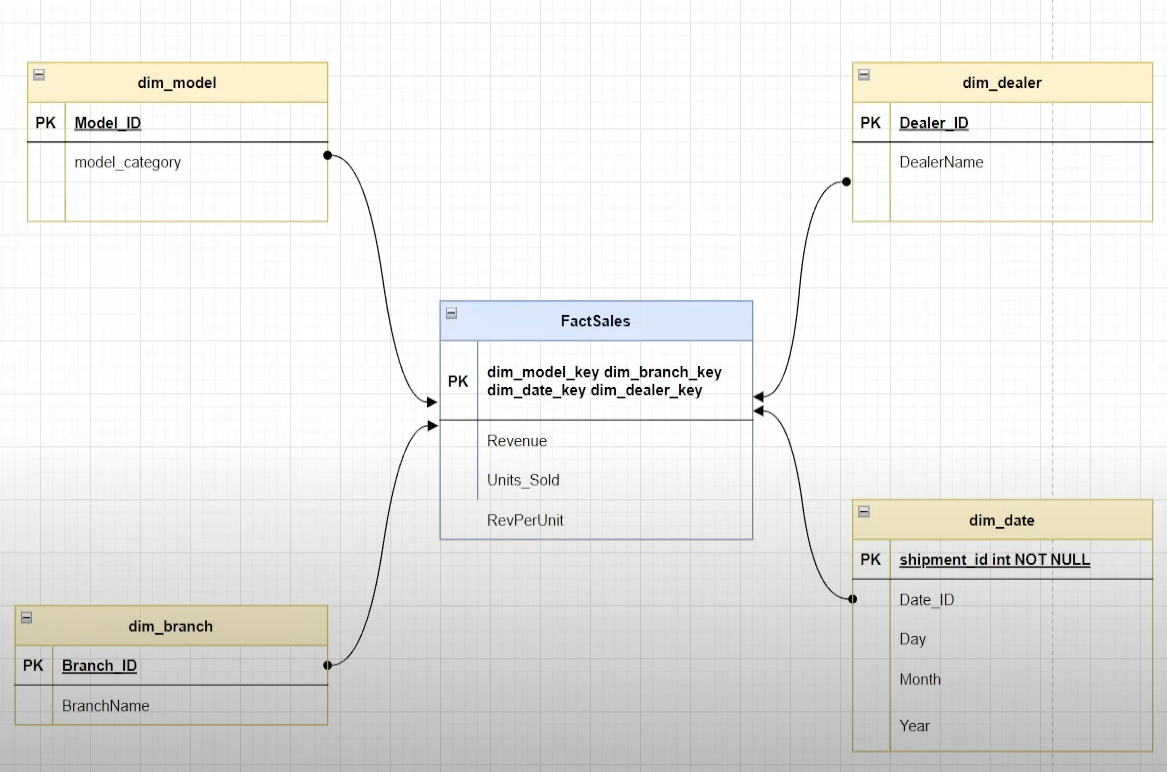 dim_model
PK Model_ID
model_category
dim_dealer
PK Dealer_ID
DealerName
FactSales
PK dim_model_key dim_branch_key
dim_date_key dim_dealer_key
Revenue
Units_Sold
RevPerUnit
dim_branch
PK Branch_ID
BranchName
dim_date
PK shipment_id int NOT NULL
Date_ID
Day
Month
Year